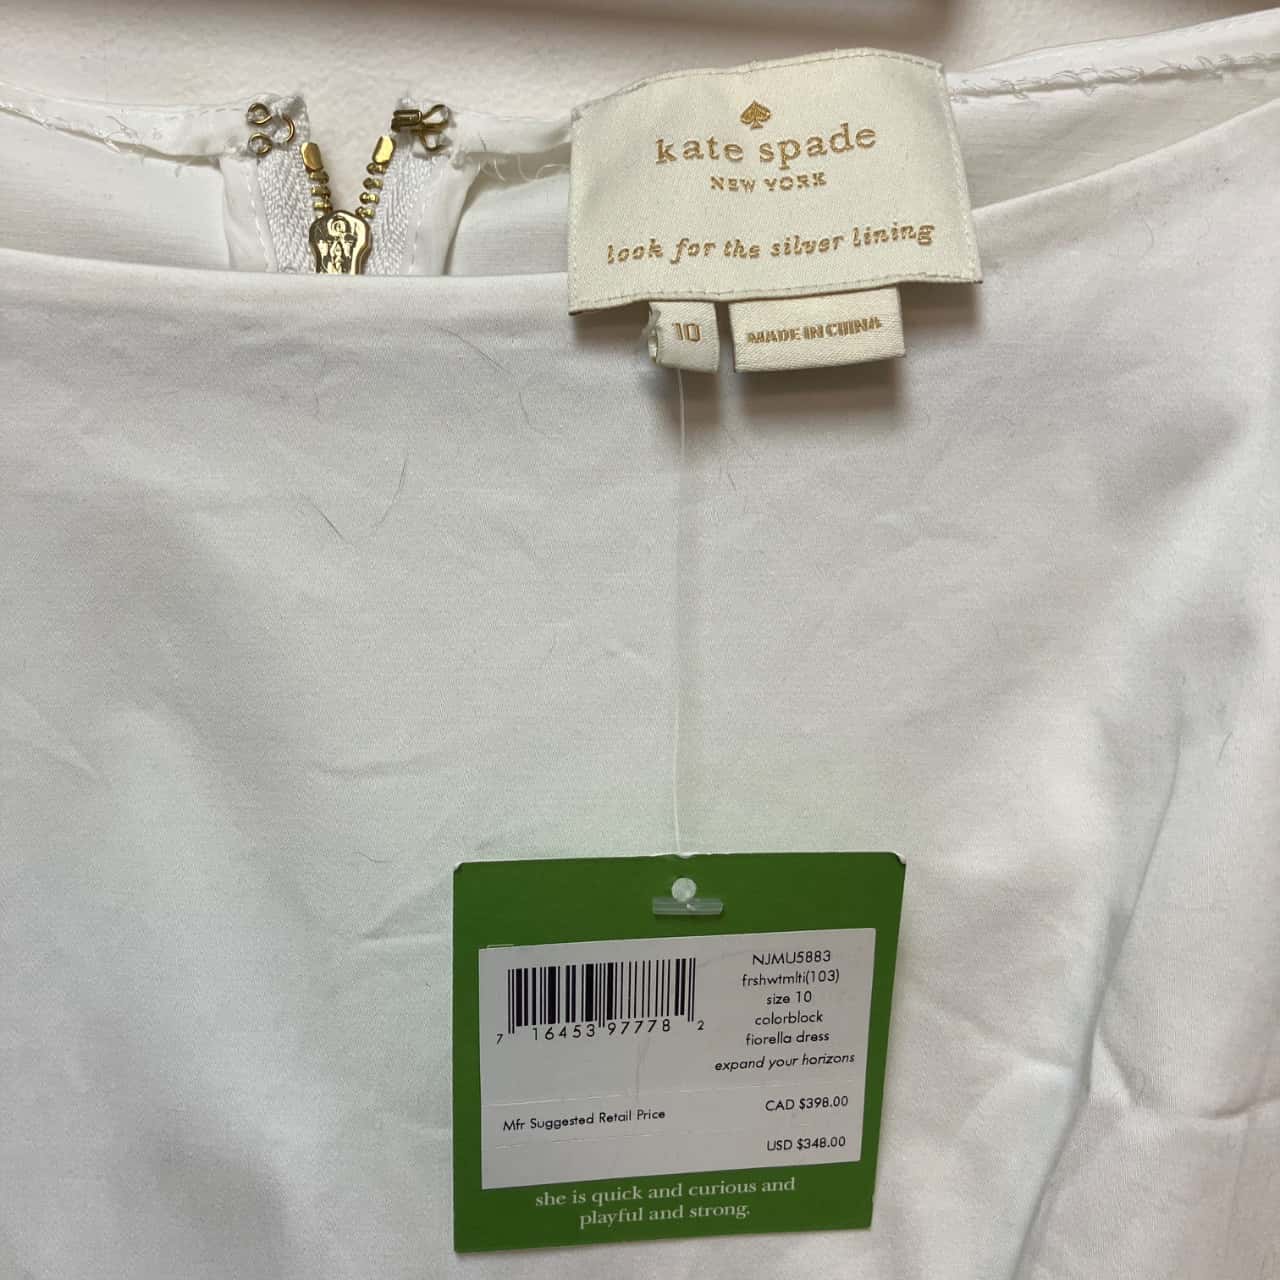 kate spade
NEW YORK
look for the silver lining
10
MADE IN CHINA
NJMU5883
frshwtmlti(103)
size 10
colorblock
fiorella dress
expand your horizons
7 16453 97778 2
Mfr Suggested Retail Price
CAD $398.00
USD $348.00
she is quick and curious and
playful and strong.